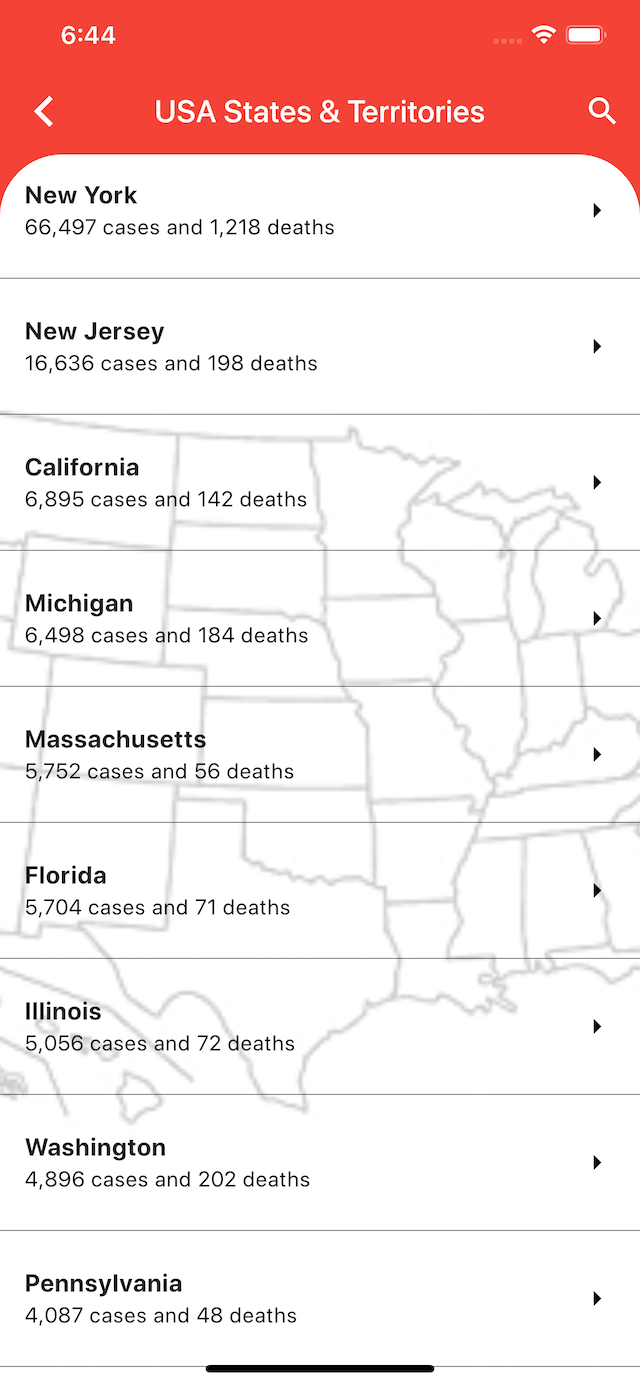 6:44
USA States & Territories
New York
66,497 cases and 1,218 deaths
New Jersey
16,636 cases and 198 deaths
California
6,895 cases and 142 deaths
Michigan
6,498 cases and 184 deaths
Massachusetts
5,752 cases and 56 deaths
Florida
5,704 cases and 71 deaths
Illinois
5,056 cases and 72 deaths
Washington
4,896 cases and 202 deaths
Pennsylvania
4,087 cases and 48 deaths